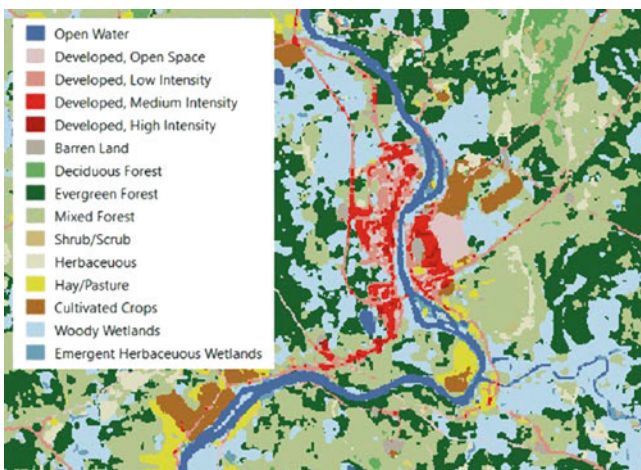 Open Water
Developed, Open Space
Developed, Low Intensity
Developed, Medium Intensity
Developed, High Intensity
Barren Land
Deciduous Forest
Evergreen Forest
Mixed Forest
Shrub/Scrub
Herbaceuous
Hay/Pasture
Cultivated Crops
Woody Wetlands
Emergent Herbaceuous Wetlands